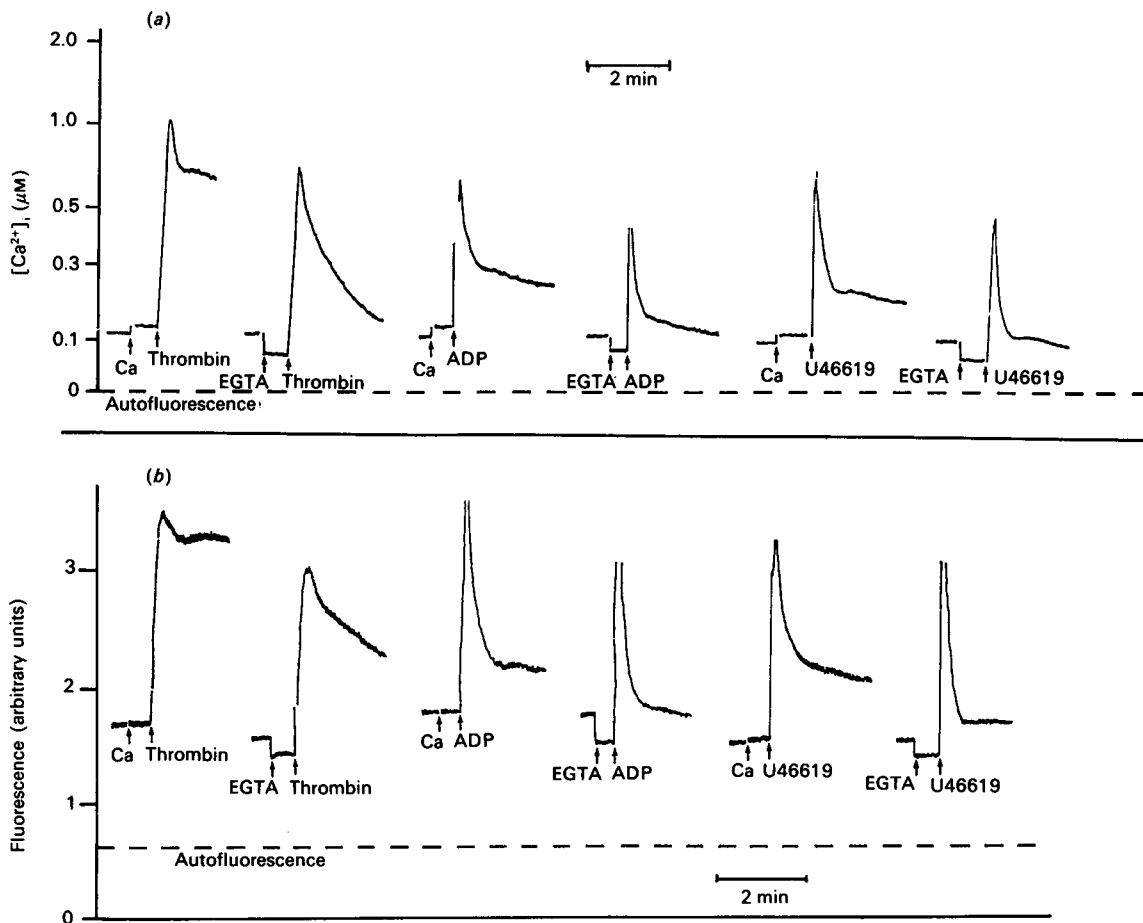 (a)
2.0
1.0
0.5
0.3
0.1
0
[Ca²⁺]ᵢ (μM)
2 min
Ca Thrombin
EGTA Thrombin
Ca ADP
EGTA ADP
Ca U46619
EGTA U46619
Autofluorescence
(b)
3
2
1
0
Fluorescence (arbitrary units)
Ca Thrombin
EGTA Thrombin
Ca ADP
EGTA ADP
Ca U46619
EGTA U46619
Autofluorescence
2 min